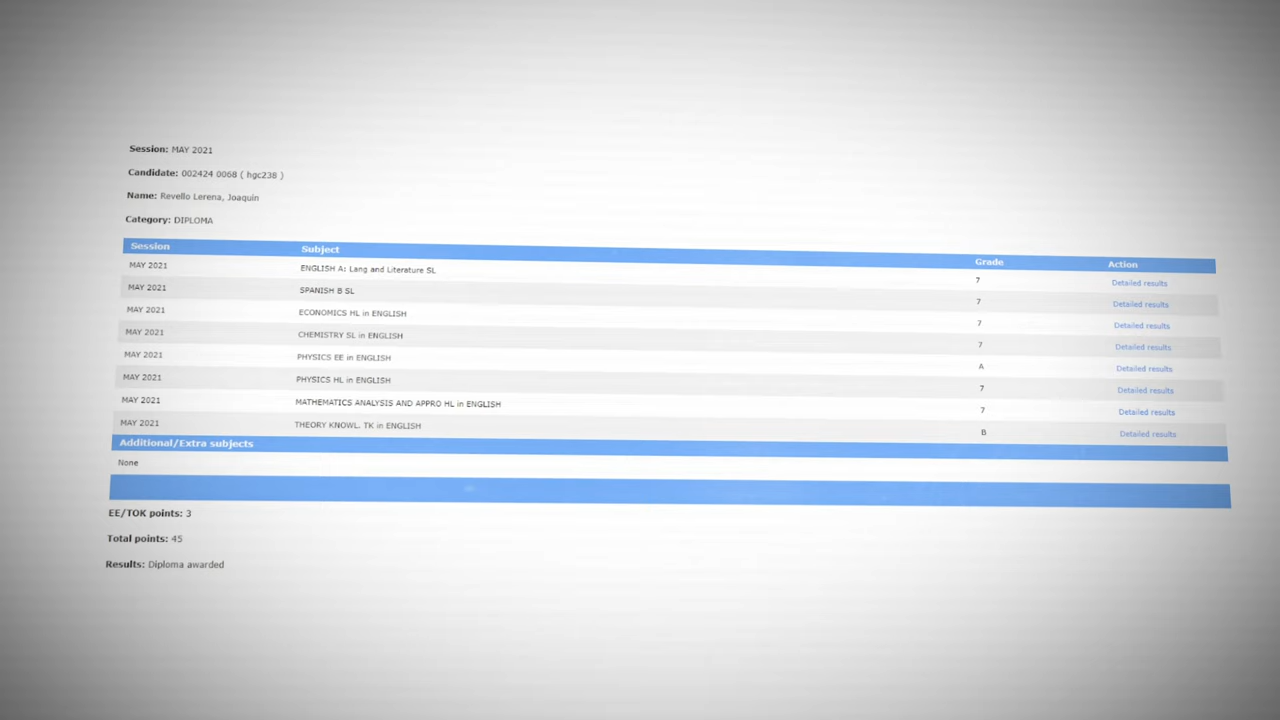 Session: MAY 2021
Candidate: 002424 0068 ( hgc238 )
Name: Revello Lerena, Joaquin
Category: DIPLOMA
Session Subject Grade Action
MAY 2021 ENGLISH A: Lang and Literature SL 7 Detailed results
MAY 2021 SPANISH B SL 7 Detailed results
MAY 2021 ECONOMICS HL in ENGLISH 7 Detailed results
MAY 2021 CHEMISTRY SL in ENGLISH 7 Detailed results
MAY 2021 PHYSICS EE in ENGLISH A Detailed results
MAY 2021 PHYSICS HL in ENGLISH 7 Detailed results
MAY 2021 MATHEMATICS ANALYSIS AND APPRO HL in ENGLISH 7 Detailed results
MAY 2021 THEORY KNOWL. TK in ENGLISH B Detailed results
Additional/Extra subjects
None
EE/TOK points: 3
Total points: 45
Results: Diploma awarded